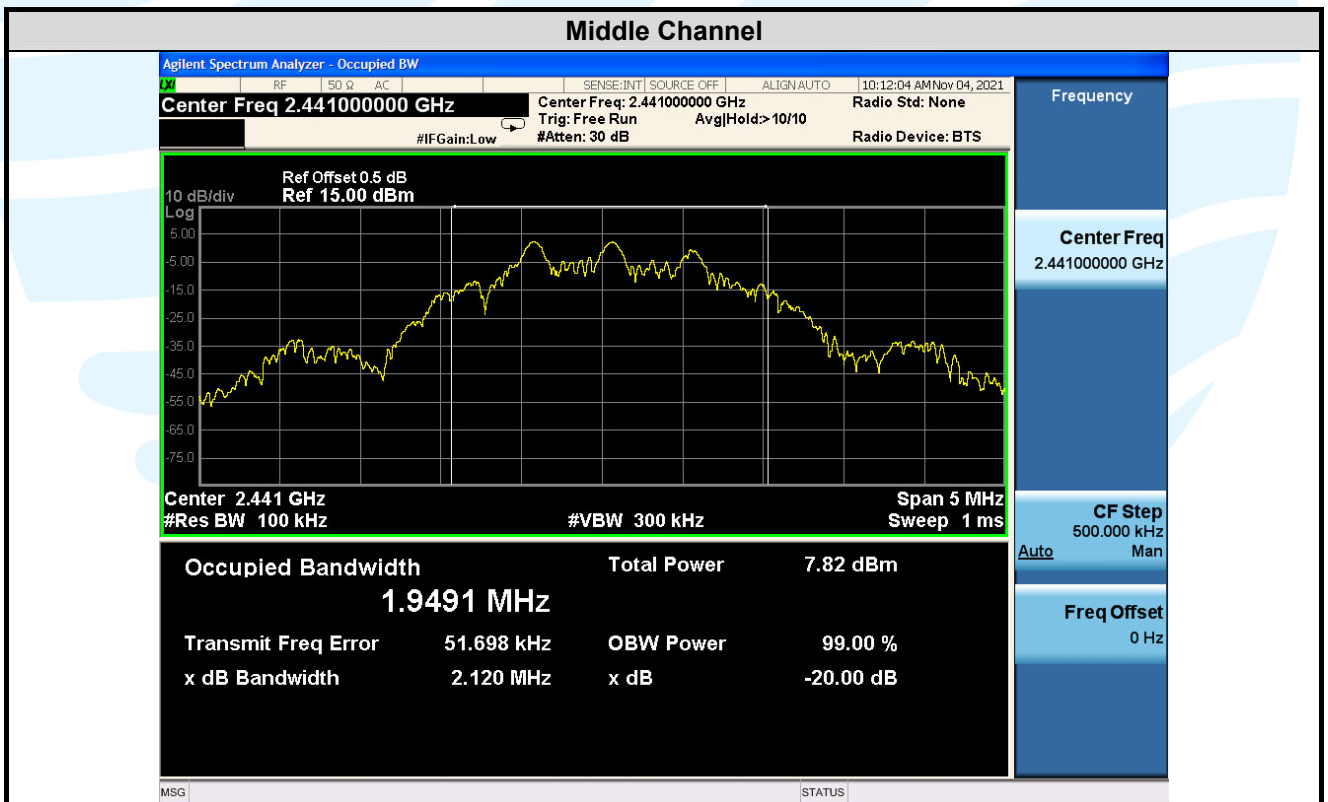 Middle Channel
Agilent Spectrum Analyzer - Occupied BW
LXI RF 50 Ω AC SENSE:INT SOURCE OFF ALIGN AUTO 10:12:04 AM Nov 04, 2021
Center Freq 2.441000000 GHz
#IFGain:Low
Center Freq: 2.441000000 GHz
Trig: Free Run Avg|Hold:>10/10
#Atten: 30 dB
Radio Std: None
Radio Device: BTS
Ref Offset 0.5 dB
10 dB/div Ref 15.00 dBm
Log
5.00
-5.00
-15.0
-25.0
-35.0
-45.0
-55.0
-65.0
-75.0
Center 2.441 GHz Span 5 MHz
#Res BW 100 kHz #VBW 300 kHz Sweep 1 ms
Occupied Bandwidth Total Power 7.82 dBm
1.9491 MHz
Transmit Freq Error 51.698 kHz OBW Power 99.00 %
x dB Bandwidth 2.120 MHz x dB -20.00 dB
MSG STATUS
Frequency
Center Freq
2.441000000 GHz
CF Step
500.000 kHz
Auto Man
Freq Offset
0 Hz